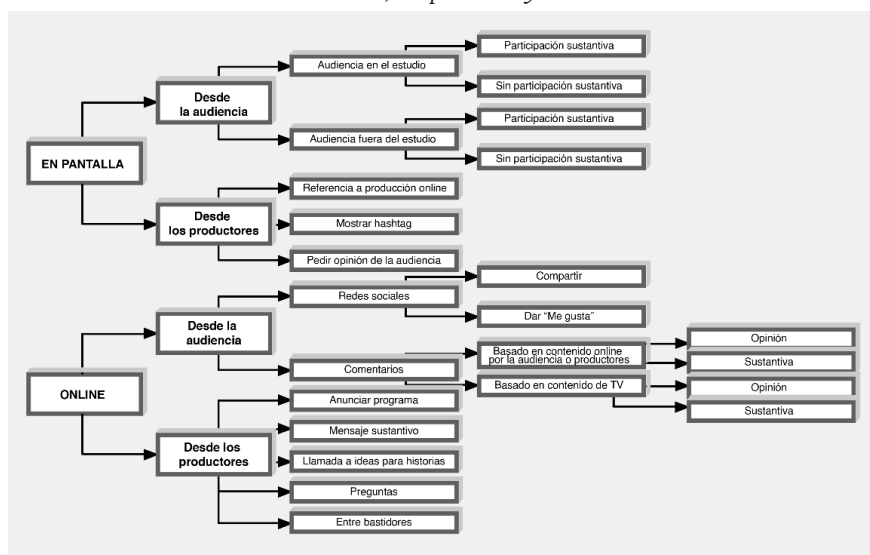 Participación sustantiva
Audiencia en el estudio
Sin participación sustantiva
Desde
la audiencia
Participación sustantiva
Audiencia fuera del estudio
Sin participación sustantiva
EN PANTALLA
Referencia a producción online
Desde
los productores
Mostrar hashtag
Pedir opinión de la audiencia
Compartir
Redes sociales
Dar “Me gusta”
Desde la
audiencia
Opinión
Basado en contenido online
por la audiencia o productores
Sustantiva
Comentarios
Basado en contenido de TV
Opinión
Sustantiva
ONLINE
Anunciar programa
Mensaje sustantivo
Desde los
productores
Llamada a ideas para historias
Preguntas
Entre bastidores